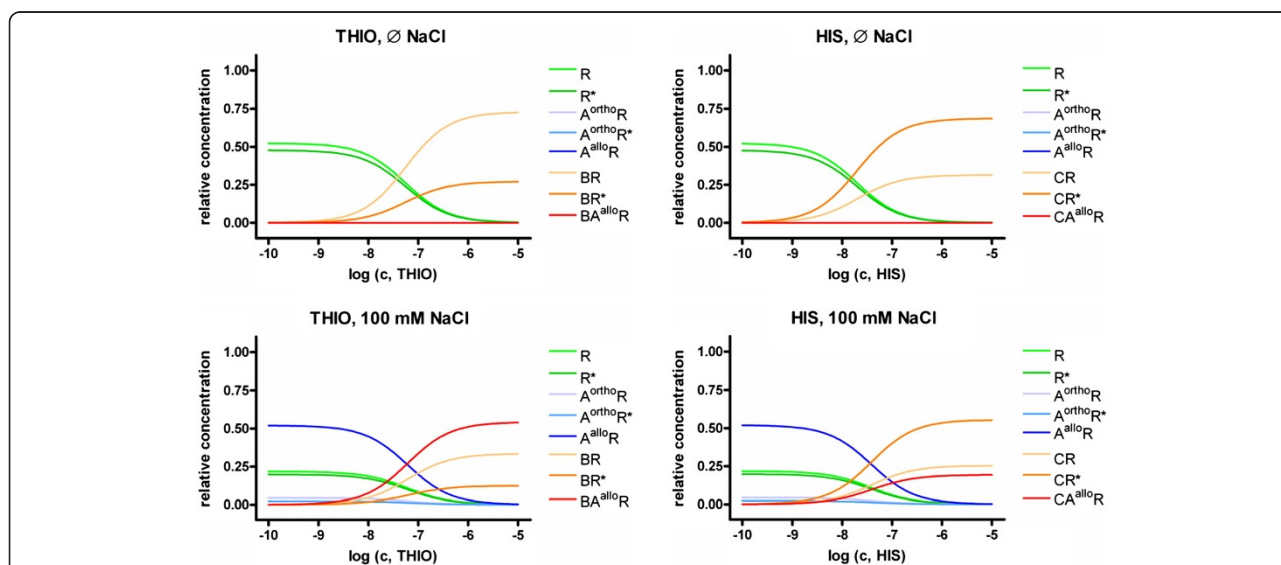 THIO, ∅ NaCl
relative concentration
1.00
0.75
0.50
0.25
0.00
-10 -9 -8 -7 -6 -5
log (c, THIO)
R
R*
AorthoR
AorthoR*
AalloR
BR
BR*
BAalloR
HIS, ∅ NaCl
relative concentration
1.00
0.75
0.50
0.25
0.00
-10 -9 -8 -7 -6 -5
log (c, HIS)
R
R*
AorthoR
AorthoR*
AalloR
CR
CR*
CAalloR
THIO, 100 mM NaCl
relative concentration
1.00
0.75
0.50
0.25
0.00
-10 -9 -8 -7 -6 -5
log (c, THIO)
R
R*
AorthoR
AorthoR*
AalloR
BR
BR*
BAalloR
HIS, 100 mM NaCl
relative concentration
1.00
0.75
0.50
0.25
0.00
-10 -9 -8 -7 -6 -5
log (c, HIS)
R
R*
AorthoR
AorthoR*
AalloR
CR
CR*
CAalloR